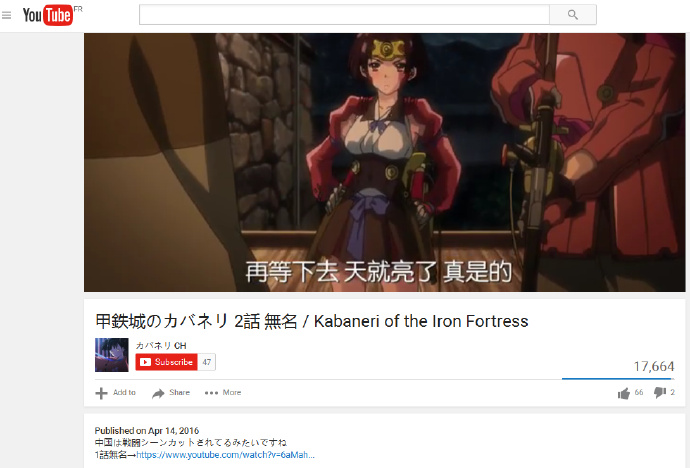 YouTube FR
再等下去 天就亮了 真是的
甲鉄城のカバネリ 2話 無名 / Kabaneri of the Iron Fortress
カバネリ CH
Subscribe 47
17,664
Add to Share More 66 2
Published on Apr 14, 2016
中国は戦闘シーンカットされてるみたいですね
1話無名→https://www.youtube.com/watch?v=6aMah...